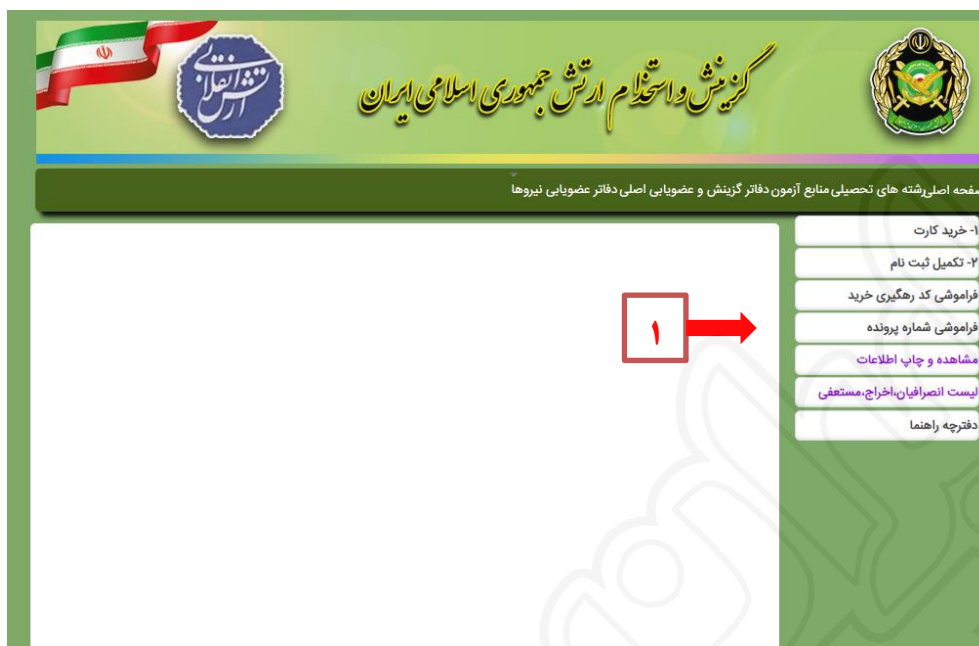 گزینش و استخدام ارتش جمهوری اسلامی ایران
ارتش انقلابی
صفحه اصلی رشته های تحصیلی منابع آزمون دفاتر گزینش و عضویابی اصلی دفاتر عضویابی نیروها
۱- خرید کارت
۲- تکمیل ثبت نام
فراموشی کد رهگیری خرید
فراموشی شماره پرونده
۱
مشاهده و چاپ اطلاعات
لیست انصرافیان،اخراج،مستعفی
دفترچه راهنما